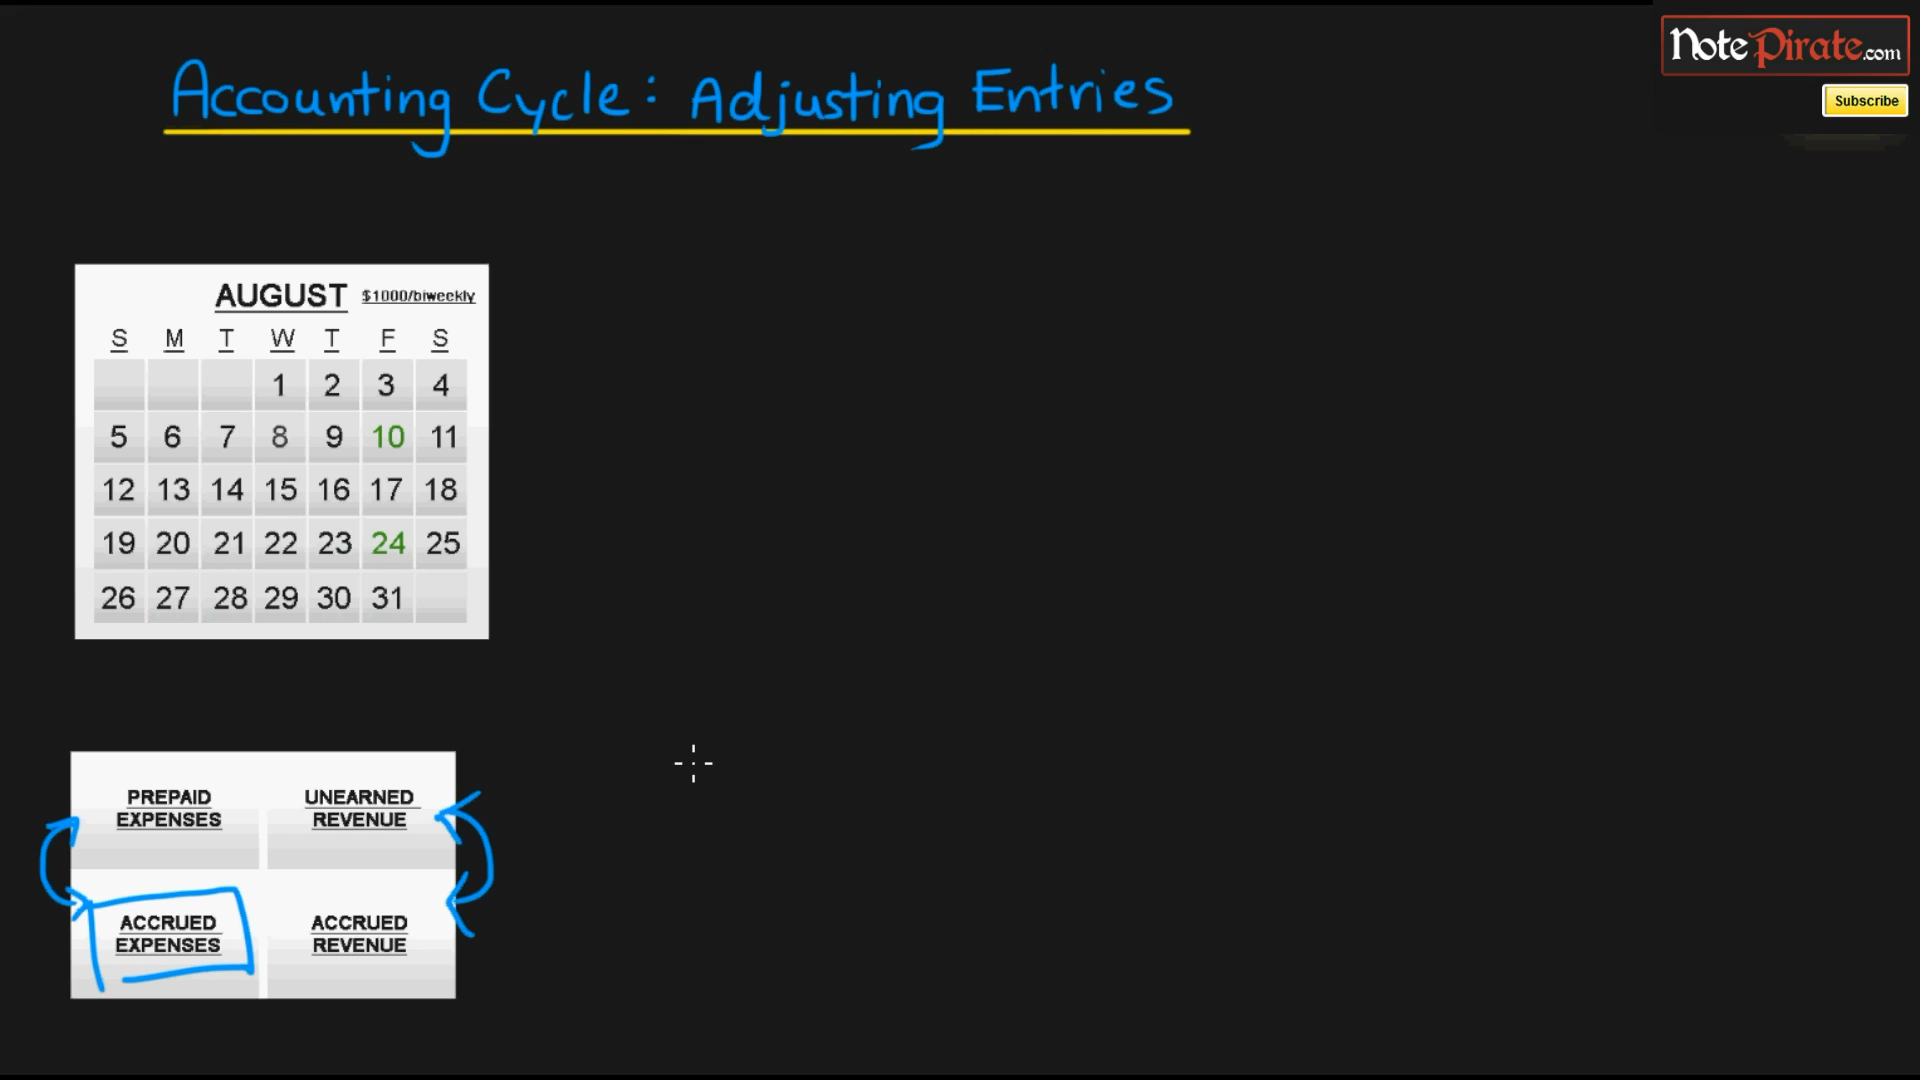 NotePirate.com
Subscribe
Accounting Cycle: Adjusting Entries
AUGUST $1000/biweekly
S M T W T F S
1 2 3 4
5 6 7 8 9 10 11
12 13 14 15 16 17 18
19 20 21 22 23 24 25
26 27 28 29 30 31
PREPAID
EXPENSES
UNEARNED
REVENUE
ACCRUED
EXPENSES
ACCRUED
REVENUE